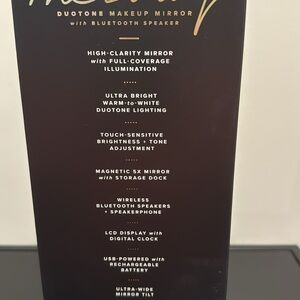 DUOTONE MAKEUP MIRROR
with BLUETOOTH SPEAKER
HIGH-CLARITY MIRROR
with FULL-COVERAGE
ILLUMINATION
ULTRA BRIGHT
WARM-to-WHITE
DUOTONE LIGHTING
TOUCH-SENSITIVE
BRIGHTNESS + TONE
ADJUSTMENT
MAGNETIC 5X MIRROR
with STORAGE DOCK
WIRELESS
BLUETOOTH SPEAKERS
+ SPEAKERPHONE
LCD DISPLAY with
DIGITAL CLOCK
USB-POWERED with
RECHARGEABLE
BATTERY
ULTRA-WIDE
MIRROR TILT